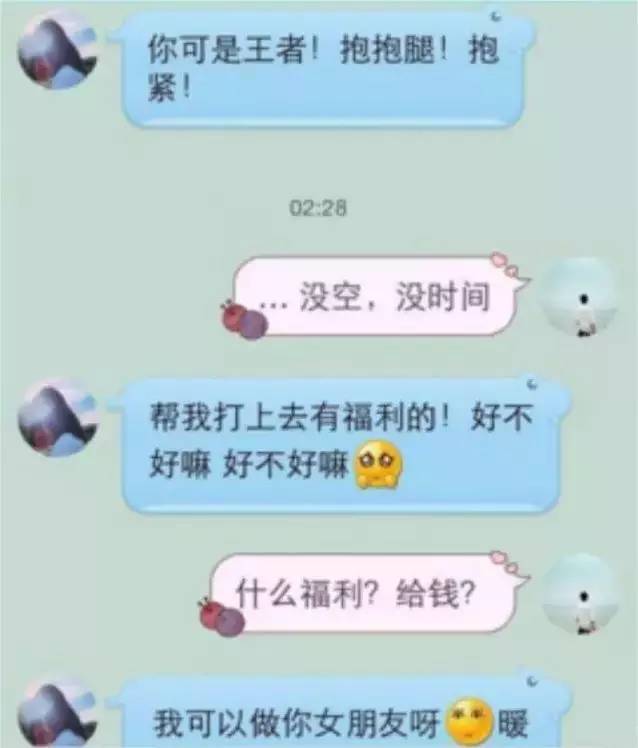 你可是王者！抱抱腿！抱
紧！
02:28
... 没空，没时间
帮我打上去有福利的！好不
好嘛 好不好嘛
什么福利？给钱？
我可以做你女朋友呀 暖